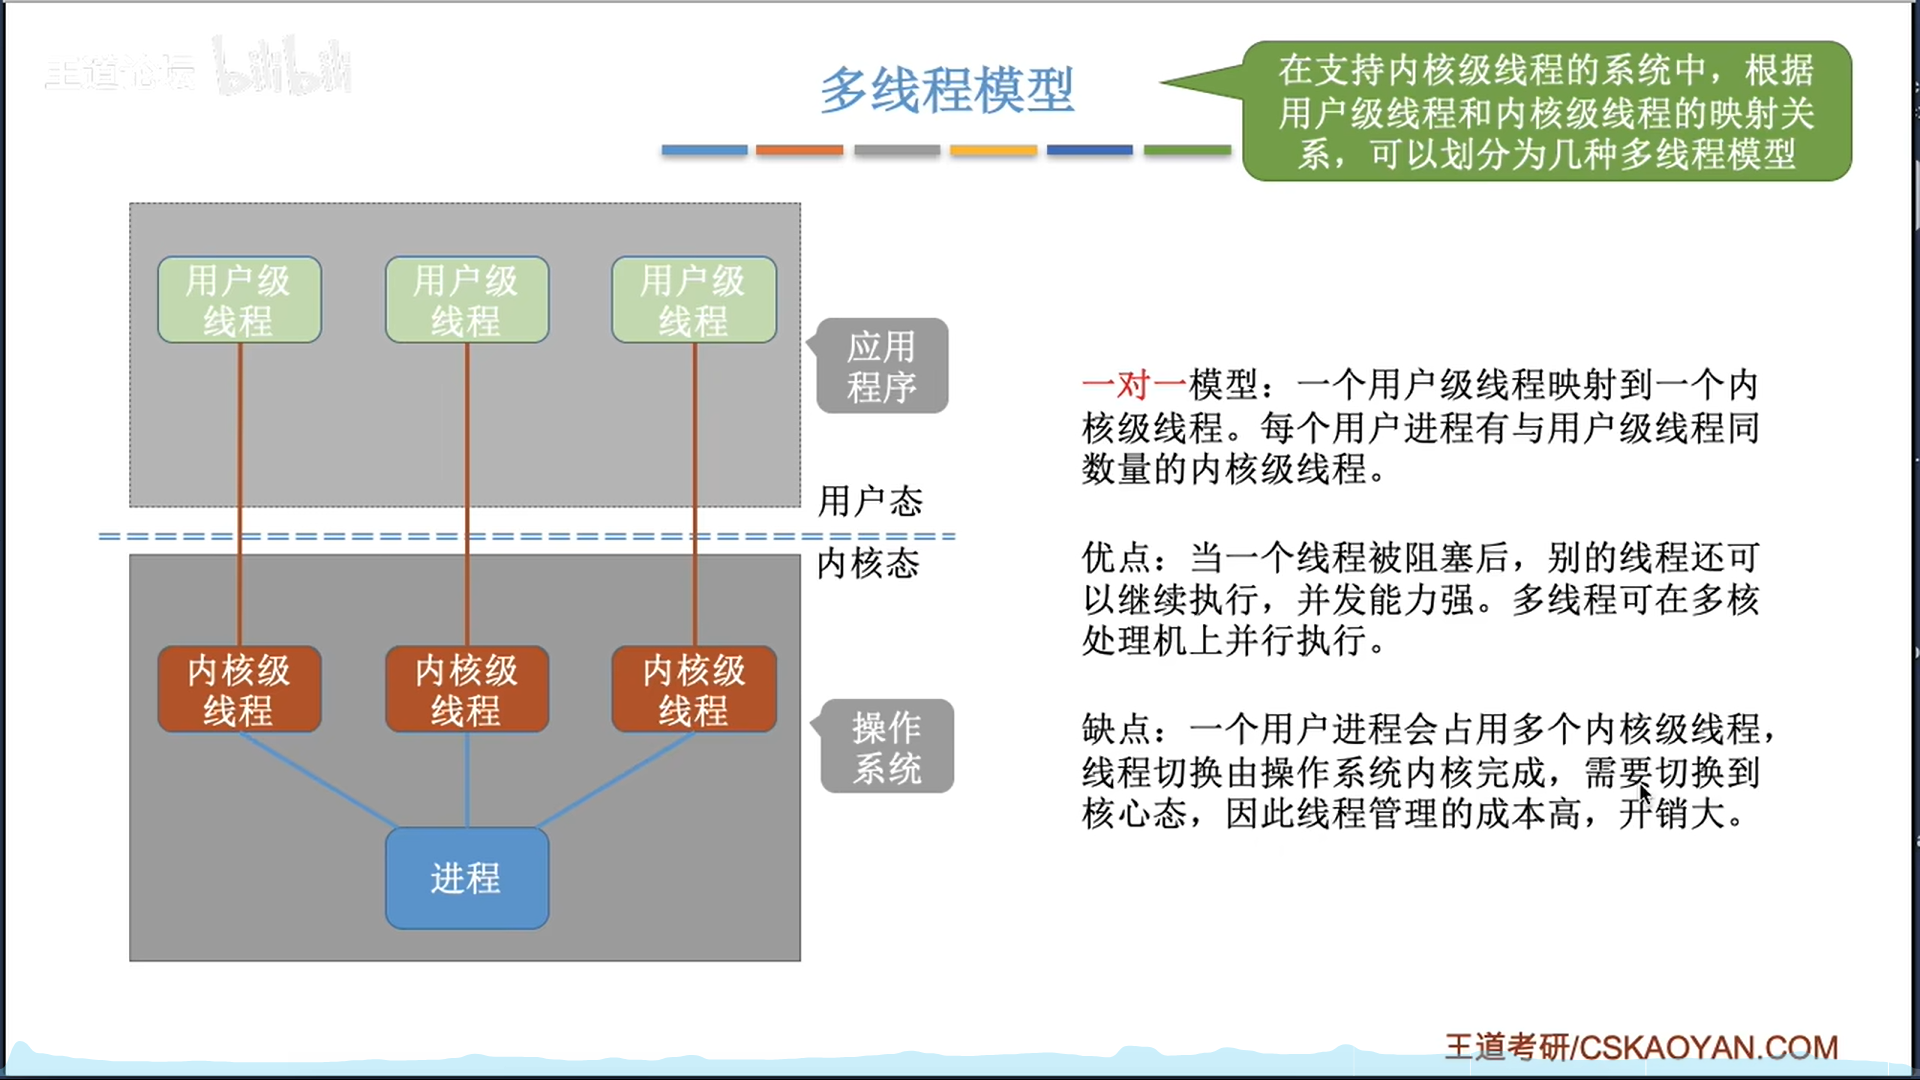 王道论坛 bilibili
多线程模型
在支持内核级线程的系统中，根据
用户级线程和内核级线程的映射关
系，可以划分为几种多线程模型
用户级
线程
用户级
线程
用户级
线程
应用
程序
用户态
内核态
内核级
线程
内核级
线程
内核级
线程
操作
系统
进程
一对一模型：一个用户级线程映射到一个内
核级线程。每个用户进程有与用户级线程同
数量的内核级线程。
优点：当一个线程被阻塞后，别的线程还可
以继续执行，并发能力强。多线程可在多核
处理机上并行执行。
缺点：一个用户进程会占用多个内核级线程，
线程切换由操作系统内核完成，需要切换到
核心态，因此线程管理的成本高，开销大。
王道考研/CSKAOYAN.COM